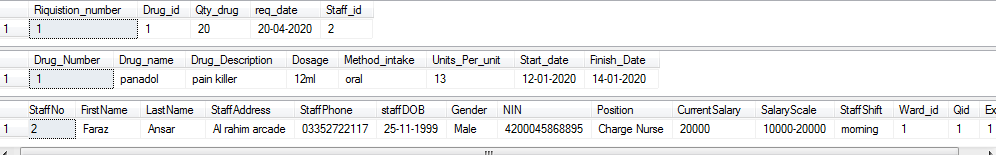 Riquistion_number Drug_id Qty_drug req_date Staff_id
1 1 1 20 20-04-2020 2
Drug_Number Drug_name Drug_Description Dosage Method_intake Units_Per_unit Start_date Finish_Date
1 1 panadol pain killer 12ml oral 13 12-01-2020 14-01-2020
StaffNo FirstName LastName StaffAddress StaffPhone staffDOB Gender NIN Position CurrentSalary SalaryScale StaffShift Ward_id Qid Ex
1 2 Faraz Ansar Al rahim arcade 03352722117 25-11-1999 Male 4200045868895 Charge Nurse 20000 10000-20000 morning 1 1 1